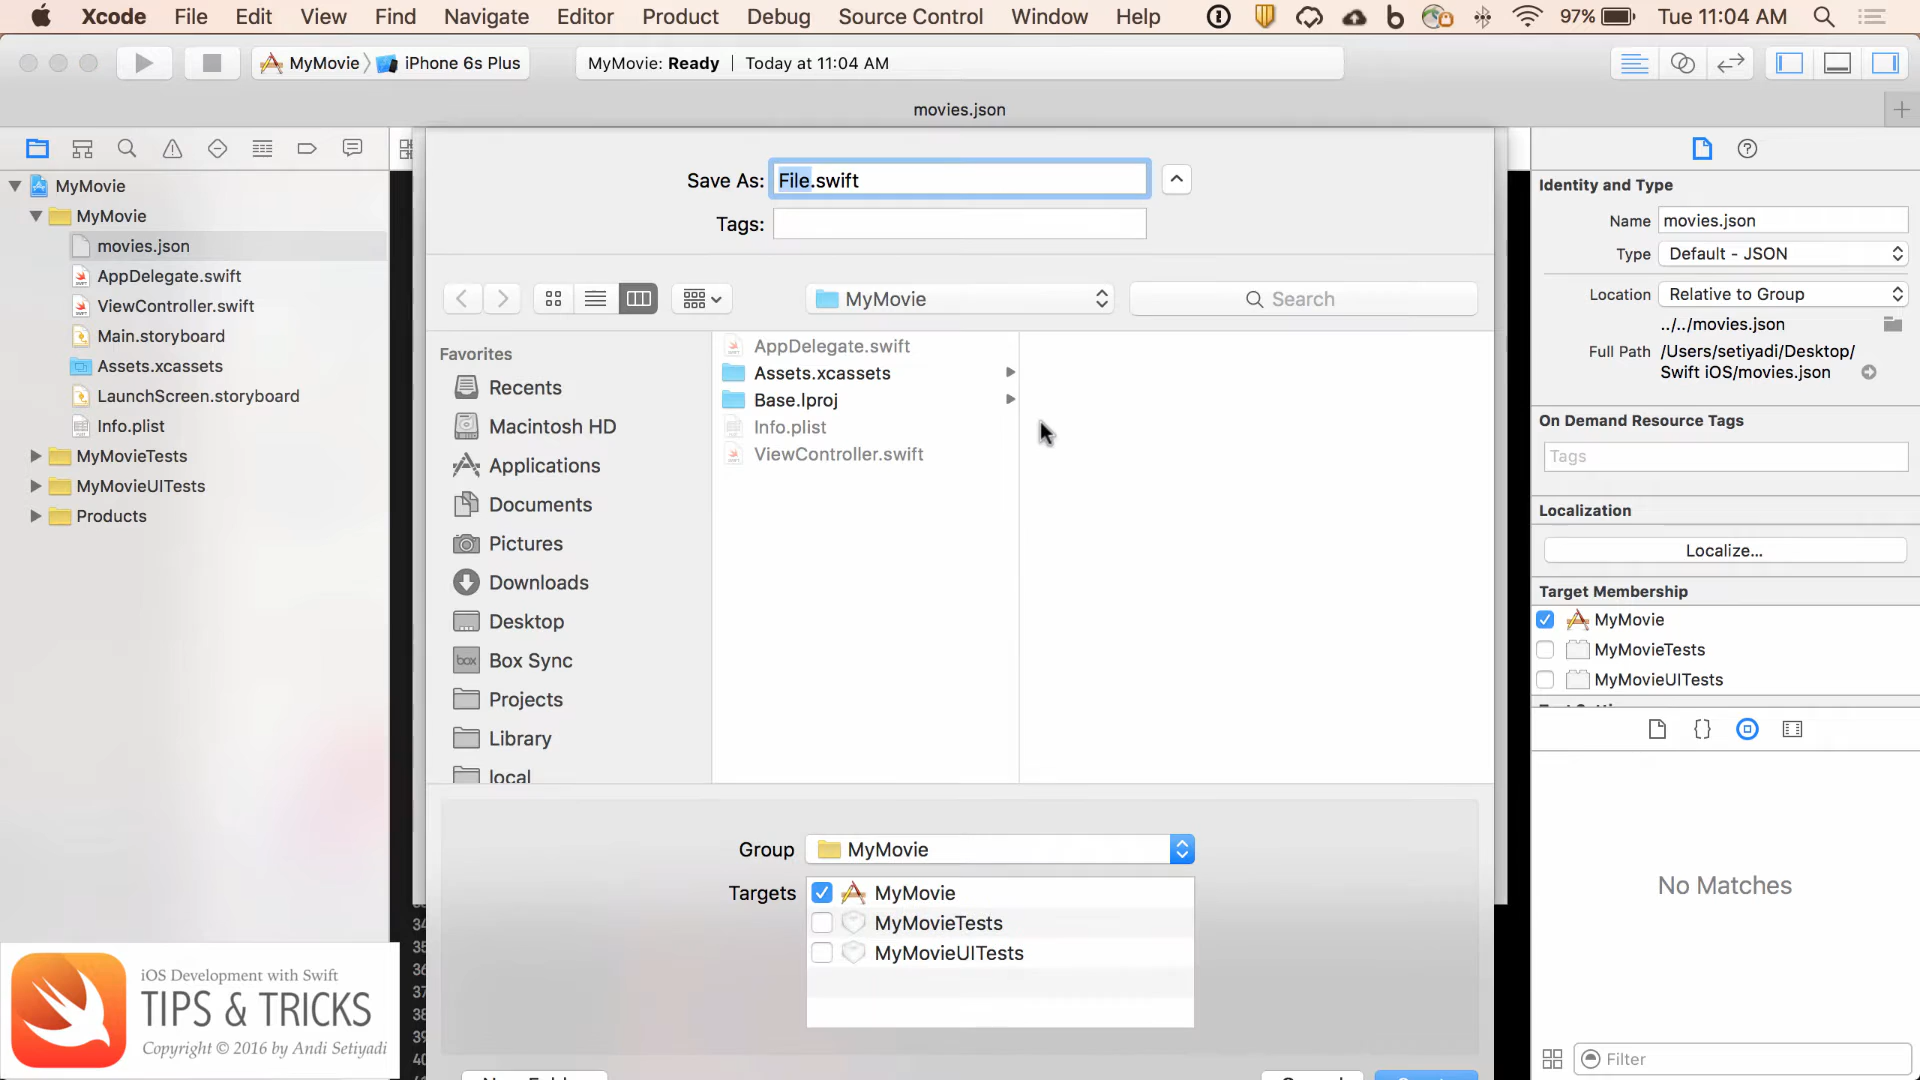 Xcode File Edit View Find Navigate Editor Product Debug Source Control Window Help 97% Tue 11:04 AM
MyMovie iPhone 6s Plus MyMovie: Ready Today at 11:04 AM
movies.json
MyMovie
MyMovie
movies.json
AppDelegate.swift
ViewController.swift
Main.storyboard
Assets.xcassets
LaunchScreen.storyboard
Info.plist
MyMovieTests
MyMovieUITests
Products
Save As: File.swift
Tags:
MyMovie Search
Favorites
Recents
Macintosh HD
Applications
Documents
Pictures
Downloads
Desktop
box Box Sync
Projects
Library
local
AppDelegate.swift
Assets.xcassets
Base.lproj
Info.plist
ViewController.swift
Group MyMovie
Targets MyMovie
MyMovieTests
MyMovieUITests
34
35
36
37
38
39
Identity and Type
Name movies.json
Type Default - JSON
Location Relative to Group
../../movies.json
Full Path /Users/setiyadi/Desktop/
Swift iOS/movies.json
On Demand Resource Tags
Tags
Localization
Localize...
Target Membership
MyMovie
MyMovieTests
MyMovieUITests
No Matches
Filter
iOS Development with Swift
TIPS & TRICKS
Copyright © 2016 by Andi Setiyadi